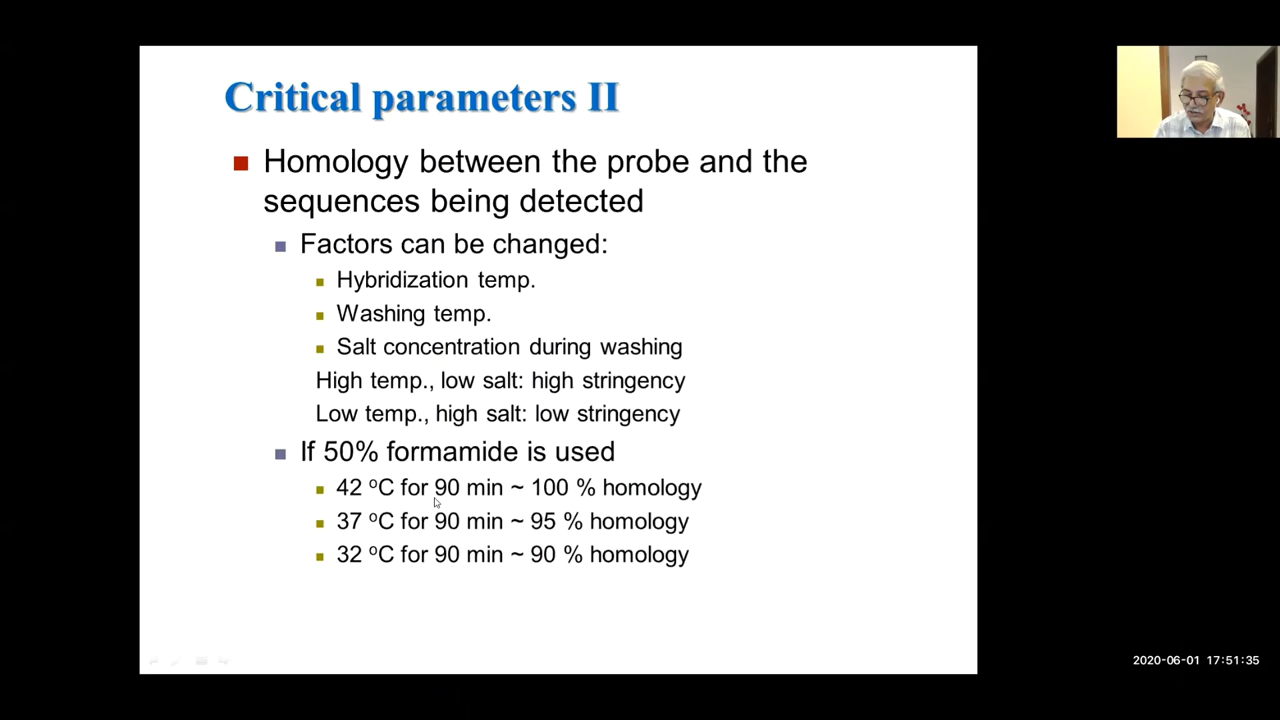 Critical parameters II
Homology between the probe and the
sequences being detected
Factors can be changed:
Hybridization temp.
Washing temp.
Salt concentration during washing
High temp., low salt: high stringency
Low temp., high salt: low stringency
If 50% formamide is used
42 ºC for 90 min ~ 100 % homology
37 ºC for 90 min ~ 95 % homology
32 ºC for 90 min ~ 90 % homology
2020-06-01 17:51:35